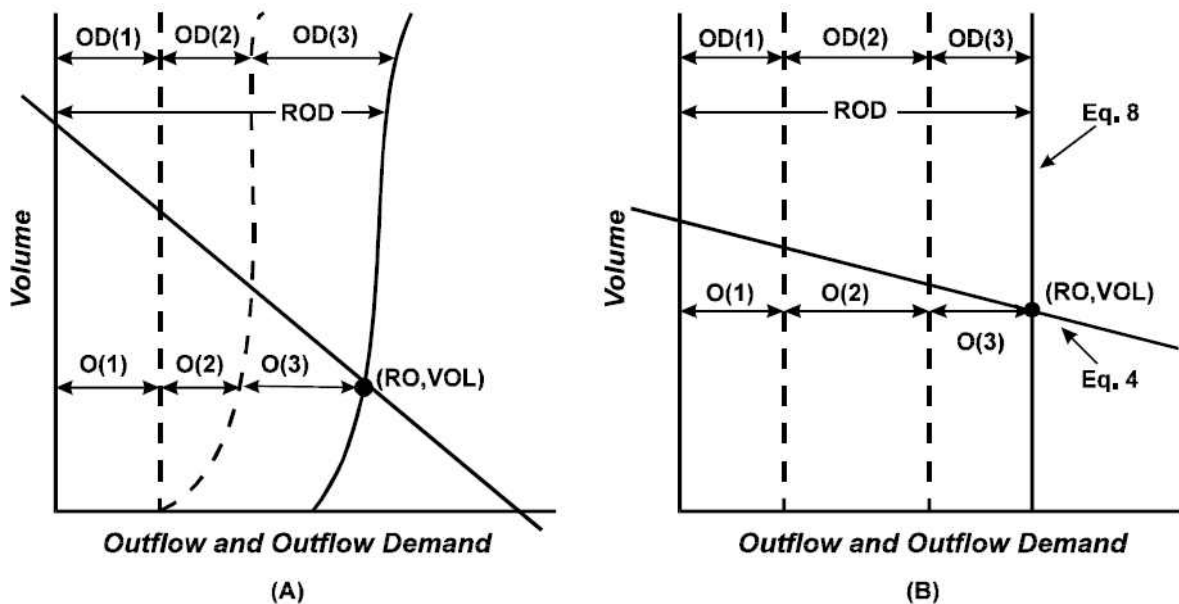 OD(1) OD(2) OD(3)
ROD
Volume
O(1) O(2) O(3)
(RO,VOL)
Outflow and Outflow Demand
(A)
OD(1) OD(2) OD(3)
ROD
Eq. 8
Volume
O(1) O(2)
(RO,VOL)
O(3)
Eq. 4
Outflow and Outflow Demand
(B)